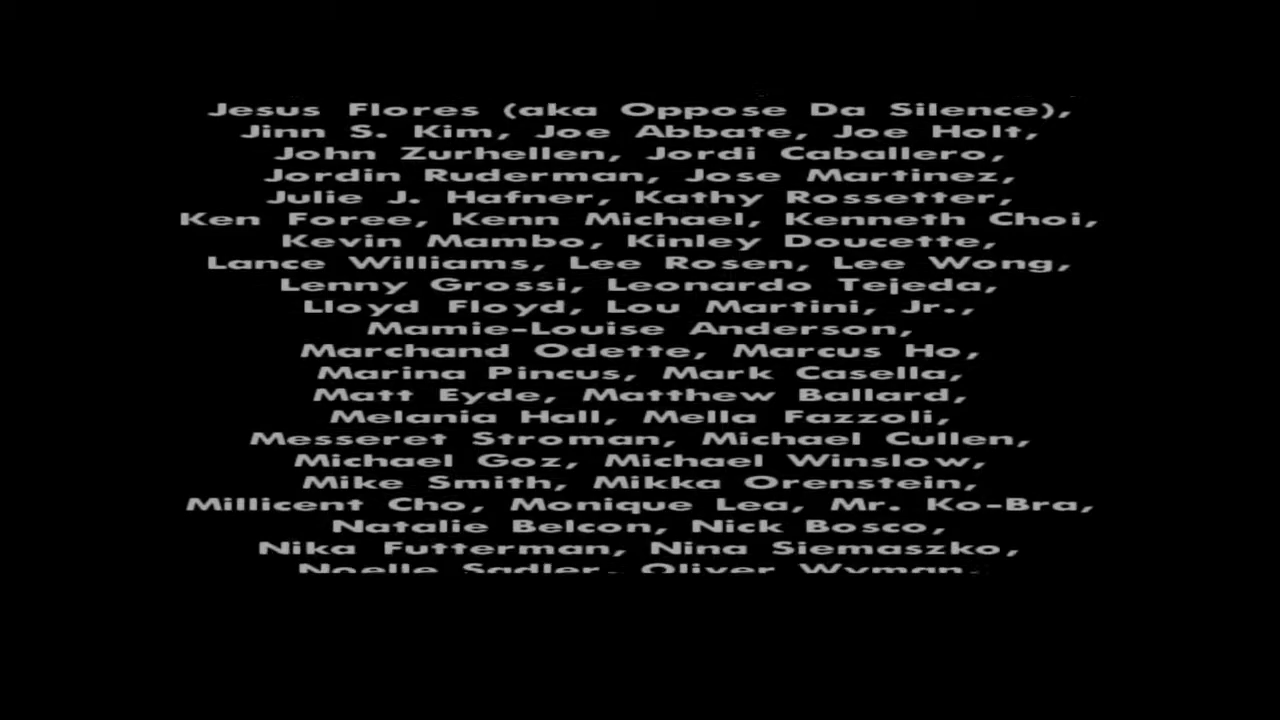 Jesus Flores (aka Oppose Da Silence),
Jinn S. Kim, Joe Abbate, Joe Holt,
John Zurhellen, Jordi Caballero,
Jordin Ruderman, Jose Martinez,
Julie J. Hafner, Kathy Rossetter,
Ken Foree, Kenn Michael, Kenneth Choi,
Kevin Mambo, Kinley Doucette,
Lance Williams, Lee Rosen, Lee Wong,
Lenny Grossi, Leonardo Tejeda,
Lloyd Floyd, Lou Martini, Jr.,
Mamie-Louise Anderson,
Marchand Odette, Marcus Ho,
Marina Pincus, Mark Casella,
Matt Eyde, Matthew Ballard,
Melania Hall, Mella Fazzoli,
Messeret Stroman, Michael Cullen,
Michael Goz, Michael Winslow,
Mike Smith, Mikka Orenstein,
Millicent Cho, Monique Lea, Mr. Ko-Bra,
Natalie Belcon, Nick Bosco,
Nika Futterman, Nina Siemaszko,
Noelle Sadler, Oliver Wyman,